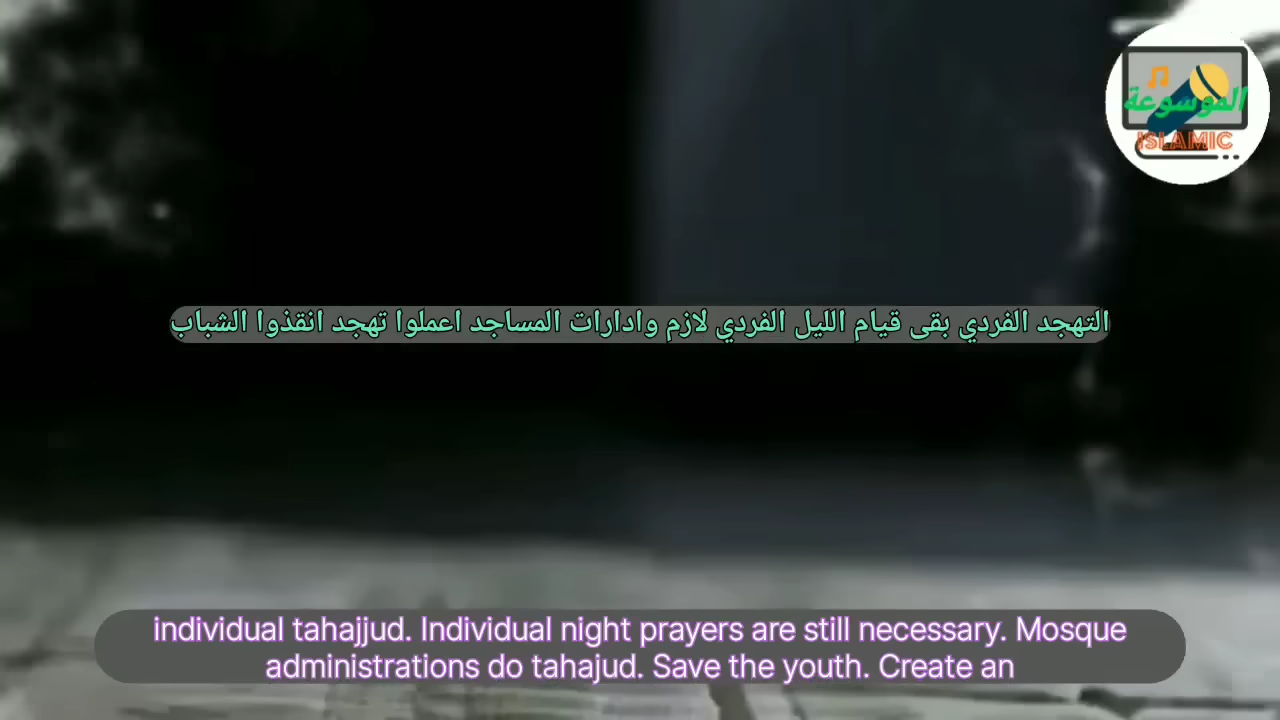 الموسوعة
ISLAMIC
التهجد الفردي بقى قيام الليل الفردي لازم وادارات المساجد اعملوا تهجد انقذوا الشباب
individual tahajjud. Individual night prayers are still necessary. Mosque
administrations do tahajud. Save the youth. Create an